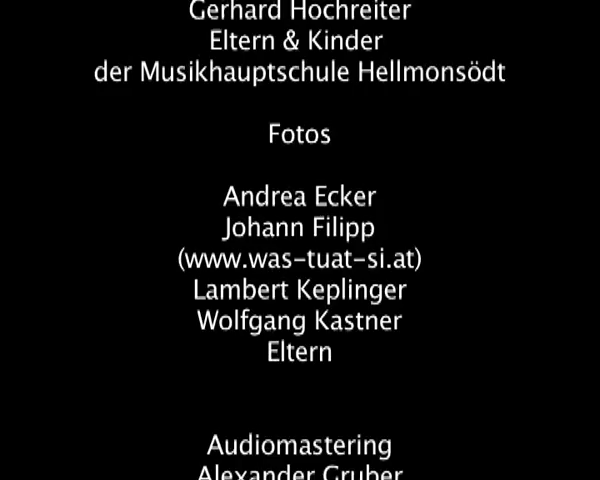 Gerhard Hochreiter
Eltern & Kinder
der Musikhauptschule Hellmonsödt
Fotos
Andrea Ecker
Johann Filipp
(www.was-tuat-si.at)
Lambert Keplinger
Wolfgang Kastner
Eltern
Audiomastering
Alexander Gruber